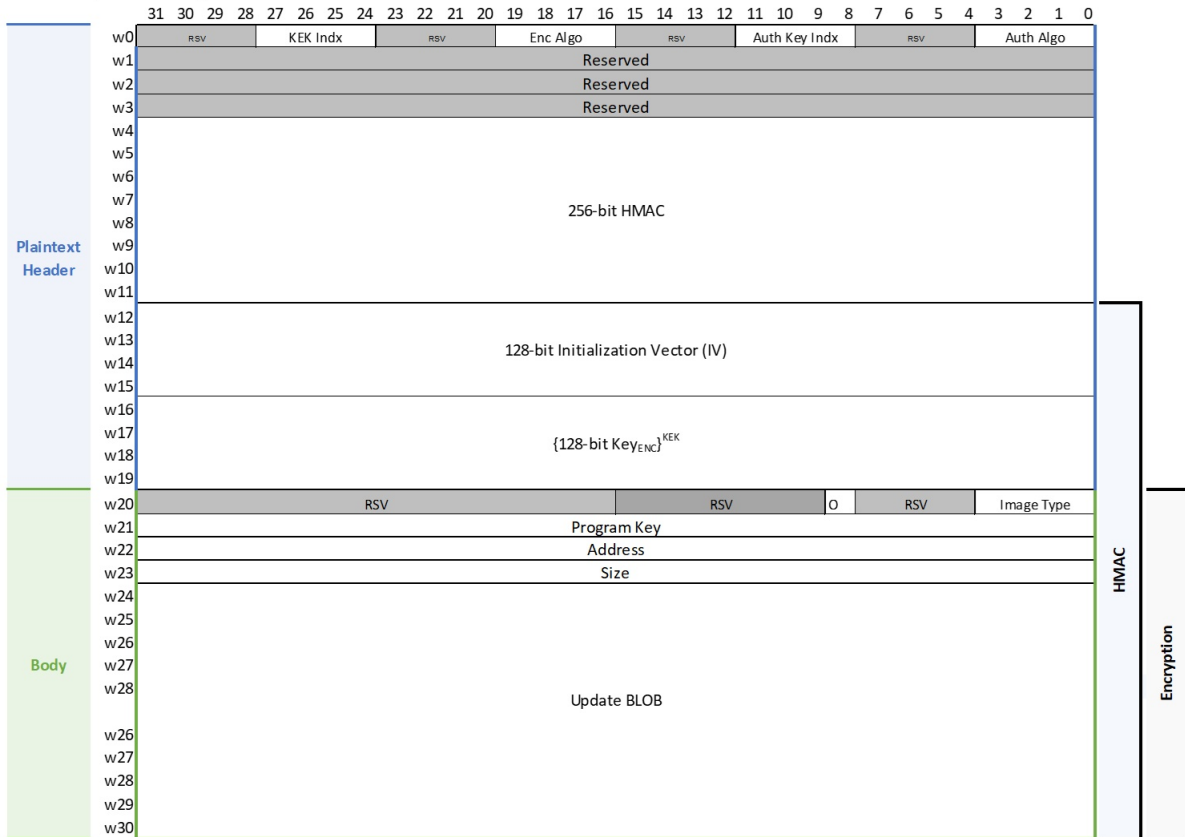 31 30 29 28 27 26 25 24 23 22 21 20 19 18 17 16 15 14 13 12 11 10 9 8 7 6 5 4 3 2 1 0
w0 RSV KEK Indx RSV Enc Algo RSV Auth Key Indx RSV Auth Algo
w1 Reserved
w2 Reserved
w3 Reserved
w4
w5
w6
w7
256-bit HMAC
w8
w9
Plaintext
Header
w10
w11
w12
w13
128-bit Initialization Vector (IV)
w14
w15
w16
w17
{128-bit KeyENC}KEK
w18
w19
w20 RSV RSV O RSV Image Type
w21 Program Key
w22 Address
w23 Size
HMAC
w24
w25
w26
w27
Body
w28
Update BLOB
Encryption
w26
w27
w28
w29
w30